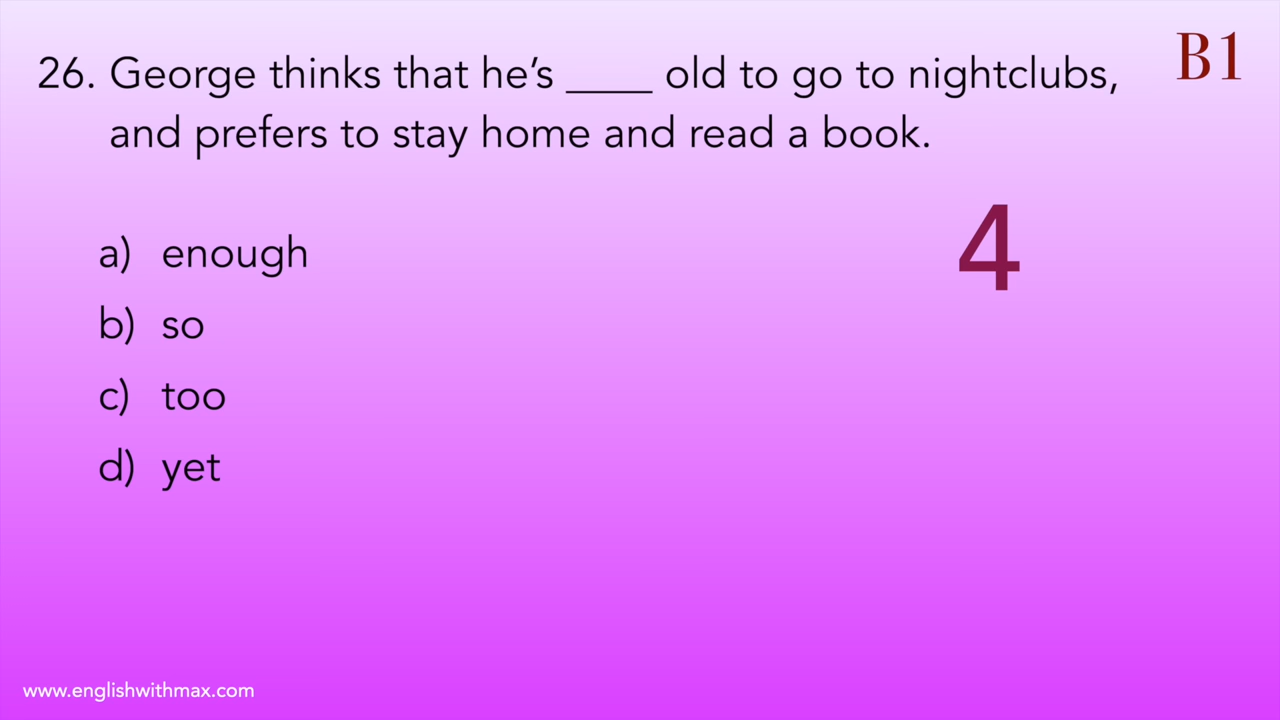 26. George thinks that he’s ____ old to go to nightclubs,
and prefers to stay home and read a book.
B1
4
a) enough
b) so
c) too
d) yet
www.englishwithmax.com